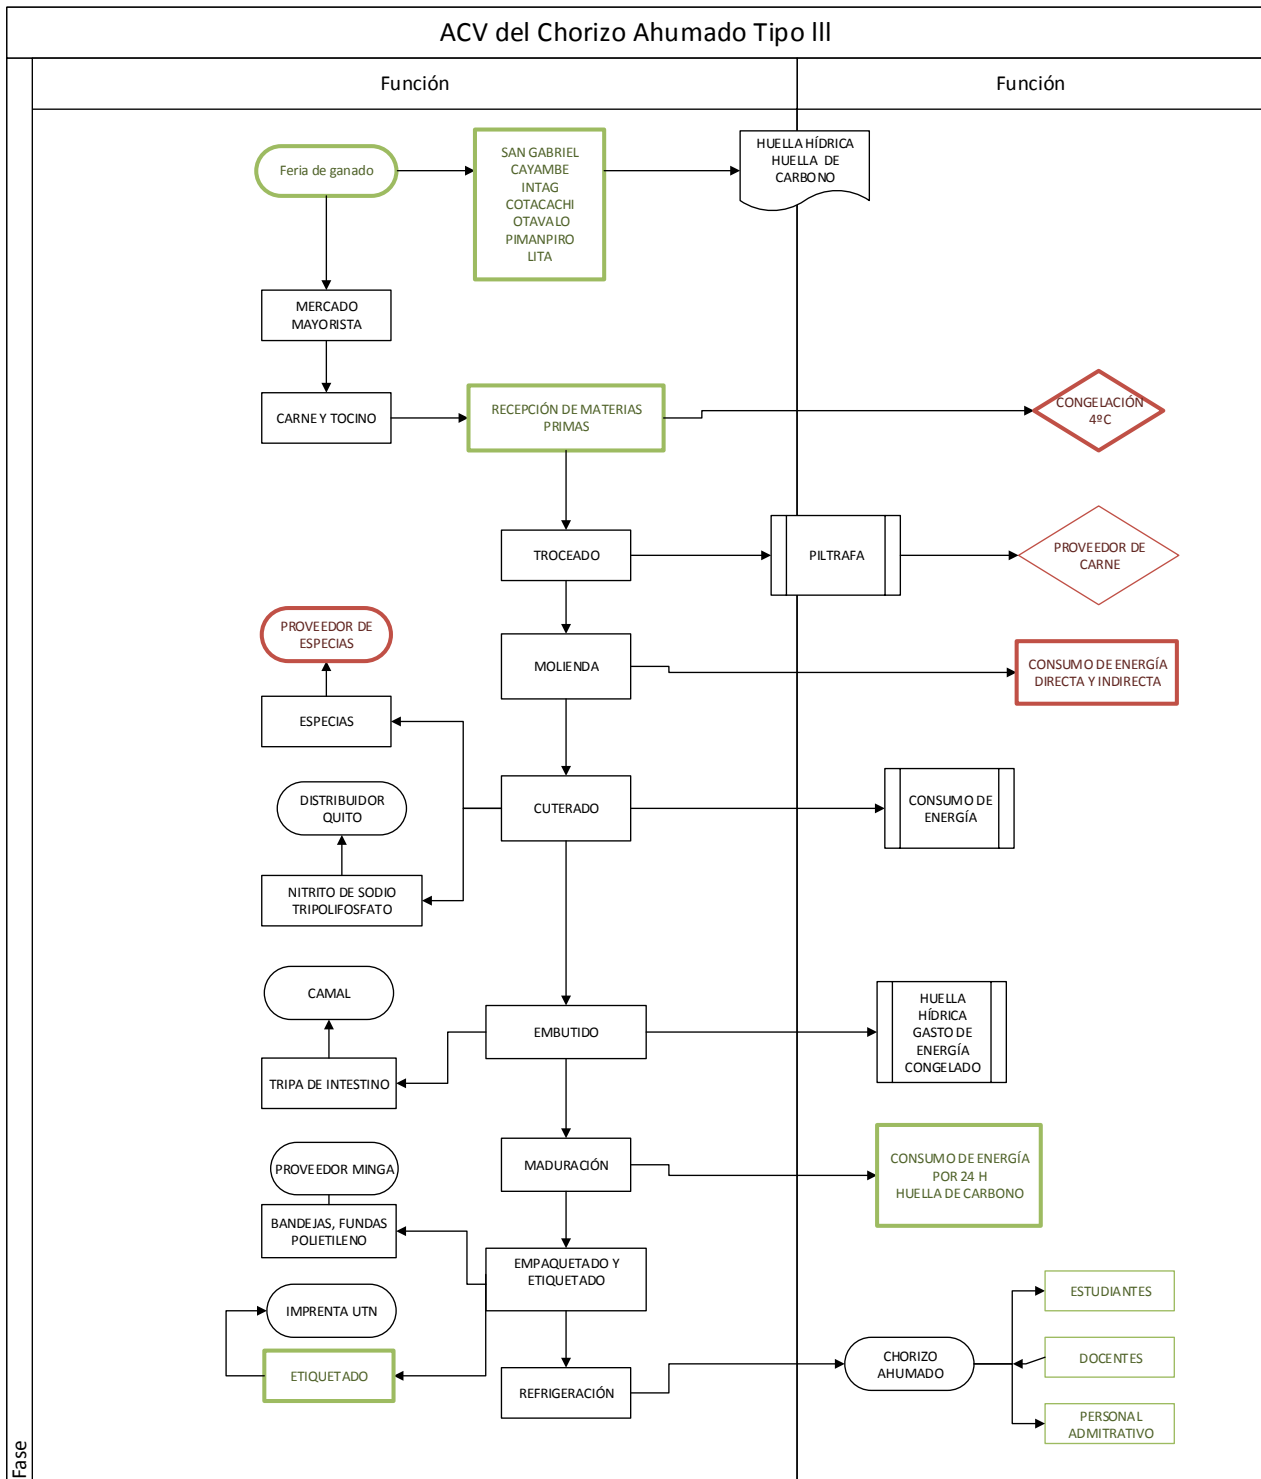 ACV del Chorizo Ahumado Tipo III
Función
Función
Fase
Feria de ganado
SAN GABRIEL
CAYAMBE
INTAG
COTACACHI
OTAVALO
PIMANPIRO
LITA
HUELLA HÍDRICA
HUELLA DE
CARBONO
MERCADO
MAYORISTA
CARNE Y TOCINO
RECEPCIÓN DE MATERIAS
PRIMAS
CONGELACIÓN
4ºC
TROCEADO
PILTRAFA
PROVEEDOR DE
CARNE
PROVEEDOR DE
ESPECIAS
MOLIENDA
CONSUMO DE ENERGÍA
DIRECTA Y INDIRECTA
ESPECIAS
DISTRIBUIDOR
QUITO
CUTERADO
CONSUMO DE
ENERGÍA
NITRITO DE SODIO
TRIPOLIFOSFATO
CAMAL
EMBUTIDO
HUELLA
HÍDRICA
GASTO DE
ENERGÍA
CONGELADO
TRIPA DE INTESTINO
PROVEEDOR MINGA
MADURACIÓN
CONSUMO DE ENERGÍA
POR 24 H
HUELLA DE CARBONO
BANDEJAS, FUNDAS
POLIETILENO
EMPAQUETADO Y
ETIQUETADO
IMPRENTA UTN
ESTUDIANTES
ETIQUETADO
REFRIGERACIÓN
CHORIZO
AHUMADO
DOCENTES
PERSONAL
ADMITRATIVO